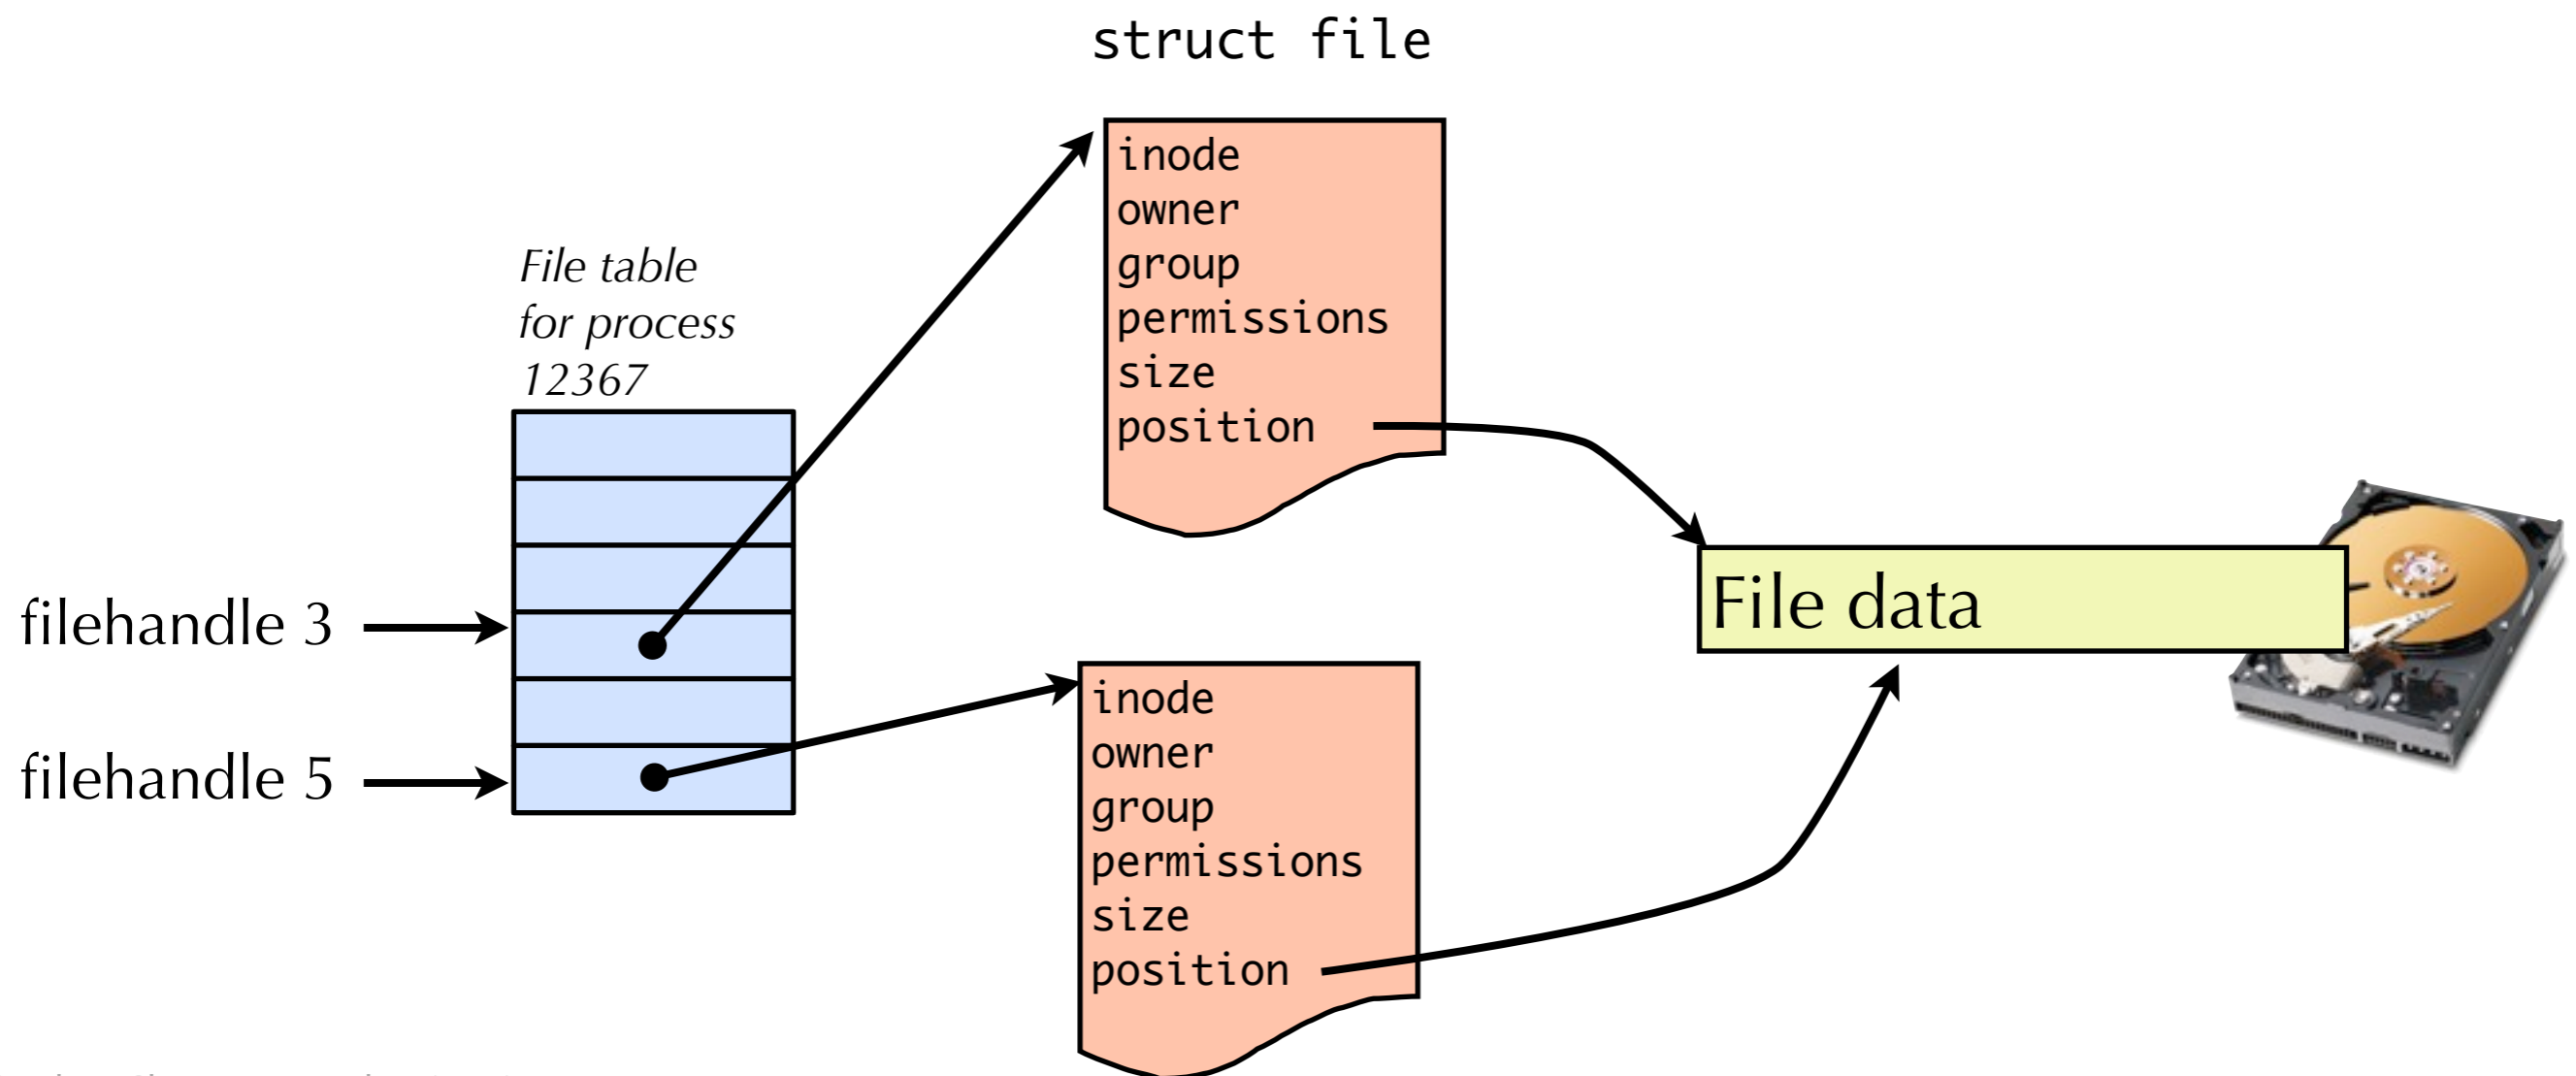 struct file
inode
owner
group
permissions
size
position
File table
for process
12367
filehandle 3
filehandle 5
File data
inode
owner
group
permissions
size
position